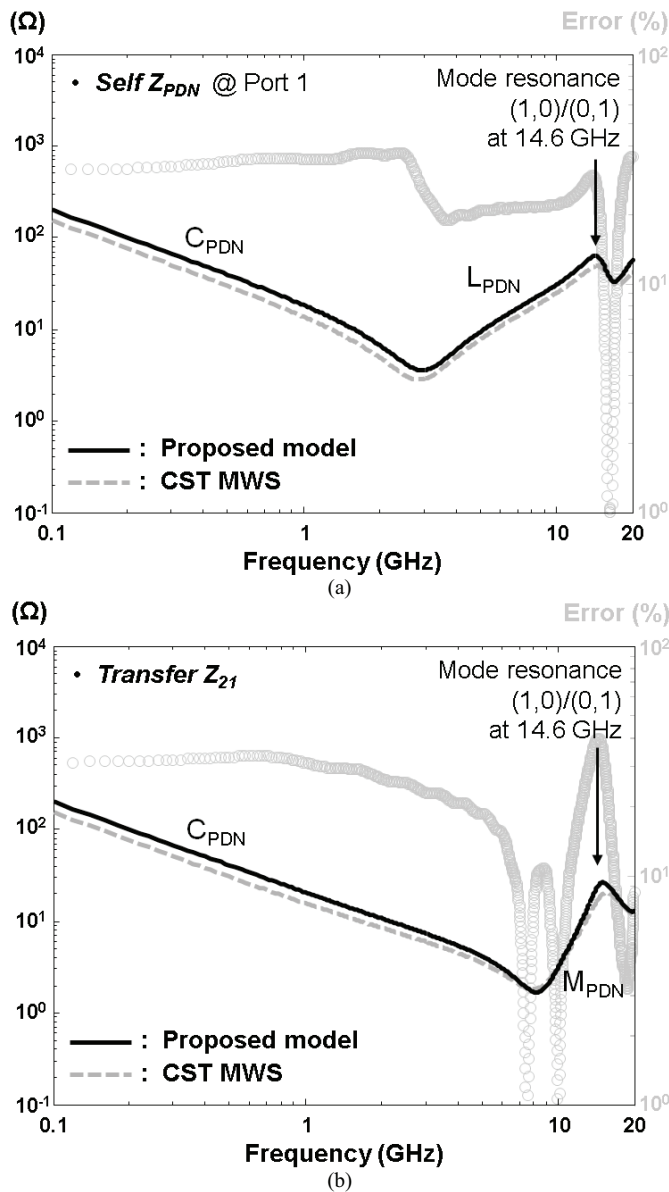 (Ω)
Error (%)
10^4
10^3
10^2
10^1
10^0
10^-1
10^2
10^1
10^0
• Self Z_PDN @ Port 1
Mode resonance
(1,0)/(0,1)
at 14.6 GHz
C_PDN
L_PDN
: Proposed model
: CST MWS
0.1
1
10
20
Frequency (GHz)
(a)
(Ω)
Error (%)
10^4
10^3
10^2
10^1
10^0
10^-1
10^2
10^1
10^0
• Transfer Z_21
Mode resonance
(1,0)/(0,1)
at 14.6 GHz
C_PDN
M_PDN
: Proposed model
: CST MWS
0.1
1
10
20
Frequency (GHz)
(b)